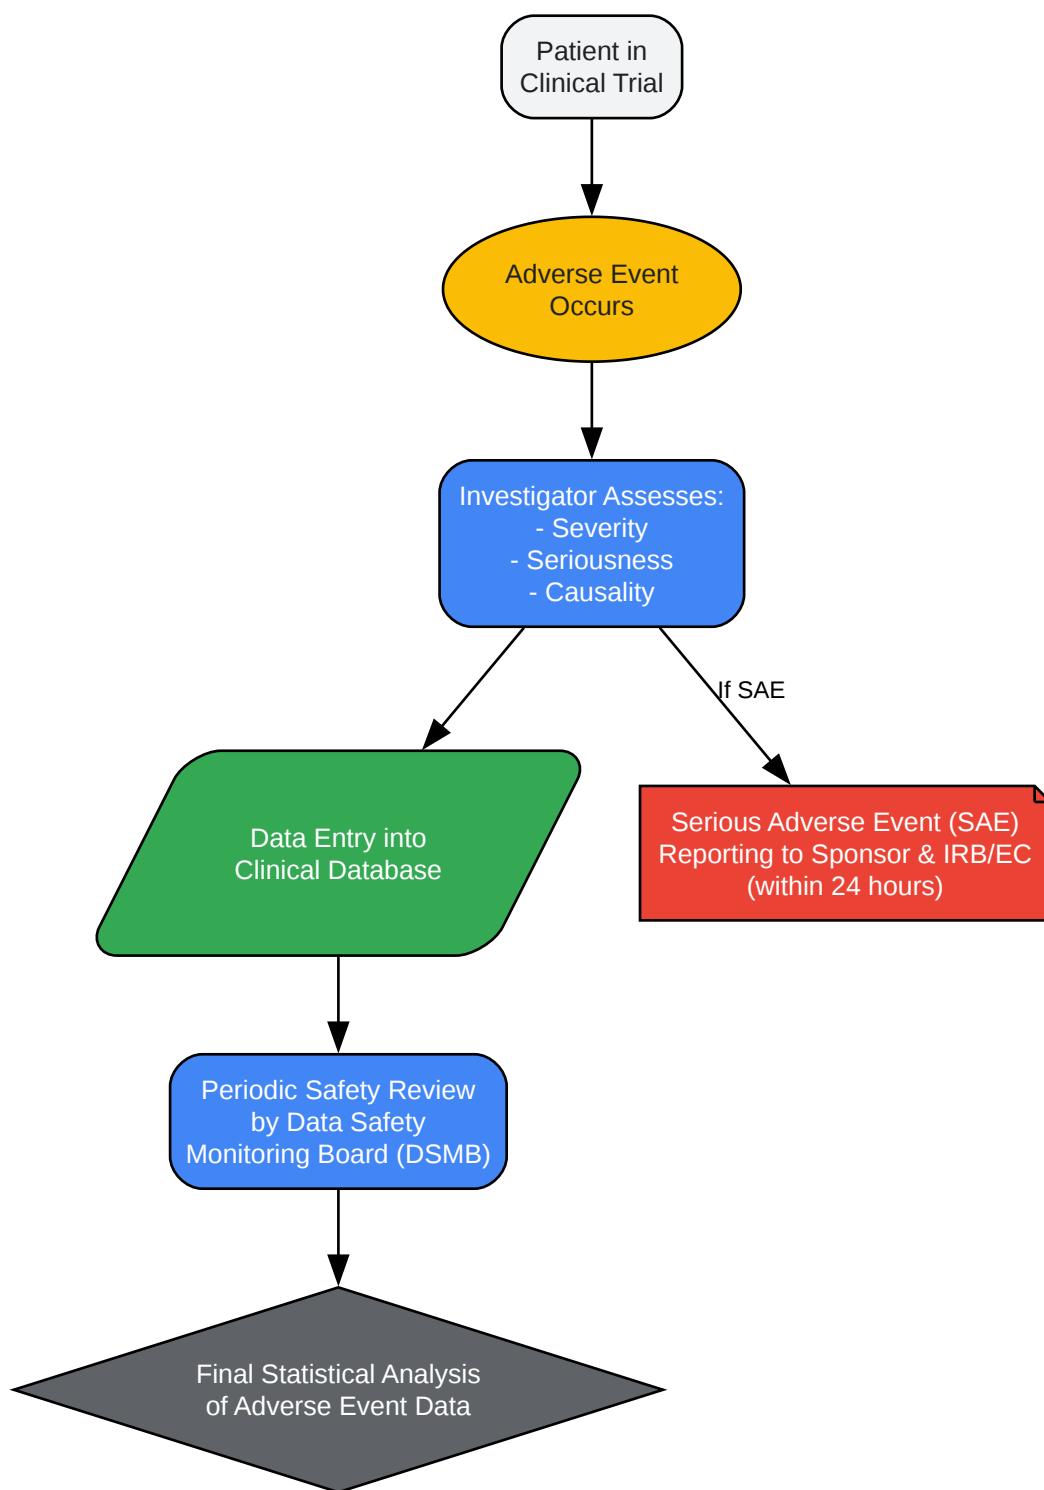 Patient in
Clinical Trial
Adverse Event
Occurs
Investigator Assesses:
- Severity
- Seriousness
- Causality
If SAE
Data Entry into
Clinical Database
Serious Adverse Event (SAE)
Reporting to Sponsor & IRB/EC
(within 24 hours)
Periodic Safety Review
by Data Safety
Monitoring Board (DSMB)
Final Statistical Analysis
of Adverse Event Data